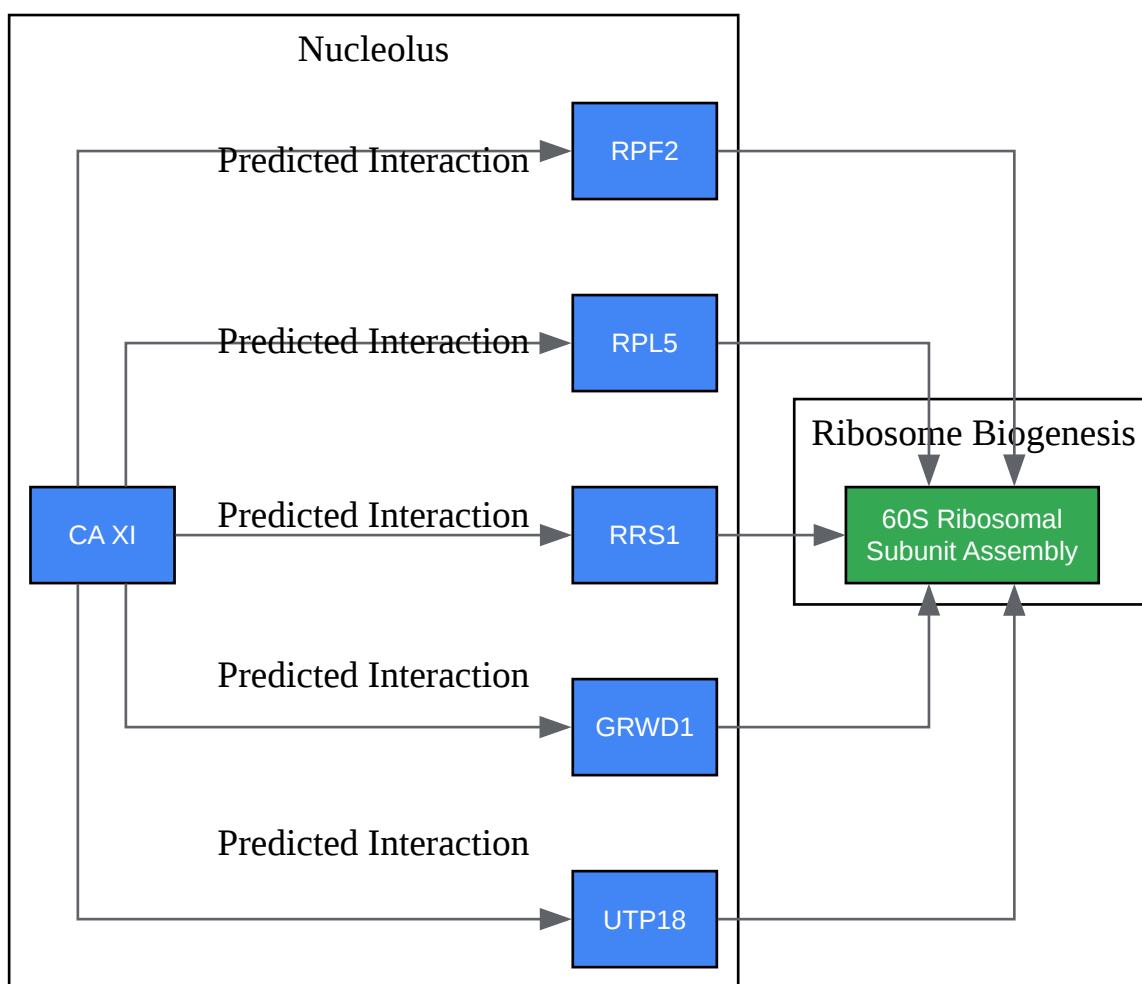 Nucleolus
Predicted Interaction
RPF2
Predicted Interaction
RPL5
Ribosome Biogenesis
CA XI
Predicted Interaction
RRS1
60S Ribosomal
Subunit Assembly
Predicted Interaction
GRWD1
Predicted Interaction
UTP18